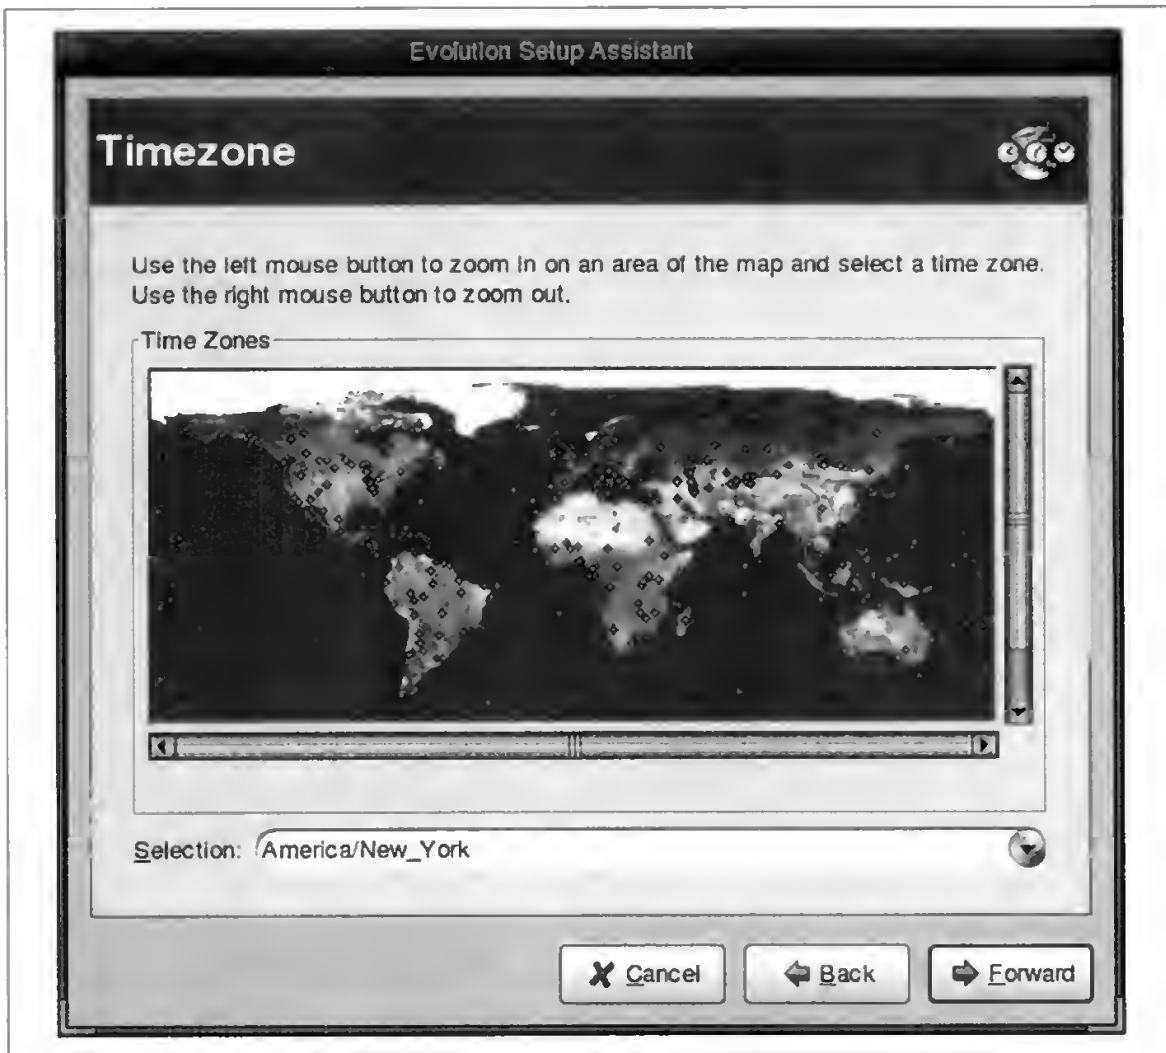 Evolution Setup Assistant
Timezone
Use the left mouse button to zoom in on an area of the map and select a time zone.
Use the right mouse button to zoom out.
Time Zones
Selection: America/New_York
Cancel Back Forward